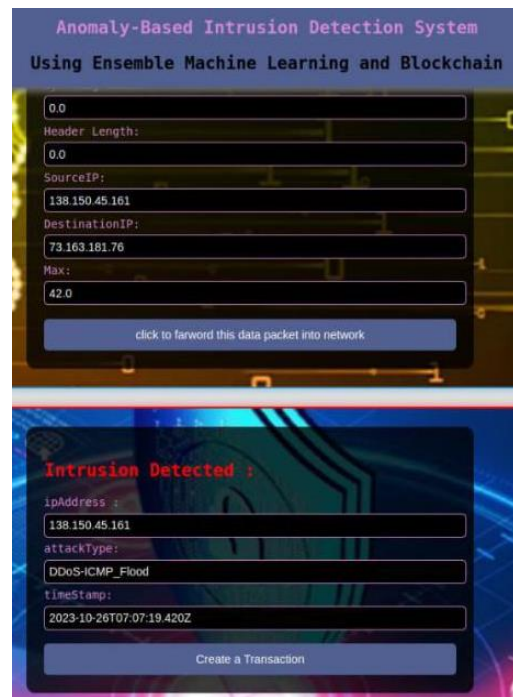 Anomaly-Based Intrusion Detection System
Using Ensemble Machine Learning and Blockchain
0.0
Header Length:
0.0
SourceIP:
138.150.45.161
DestinationIP:
73.163.181.76
Max:
42.0
click to farword this data packet into network
Intrusion Detected :
ipAddress :
138.150.45.161
attackType:
DDoS-ICMP_Flood
timeStamp:
2023-10-26T07:07:19.420Z
Create a Transaction